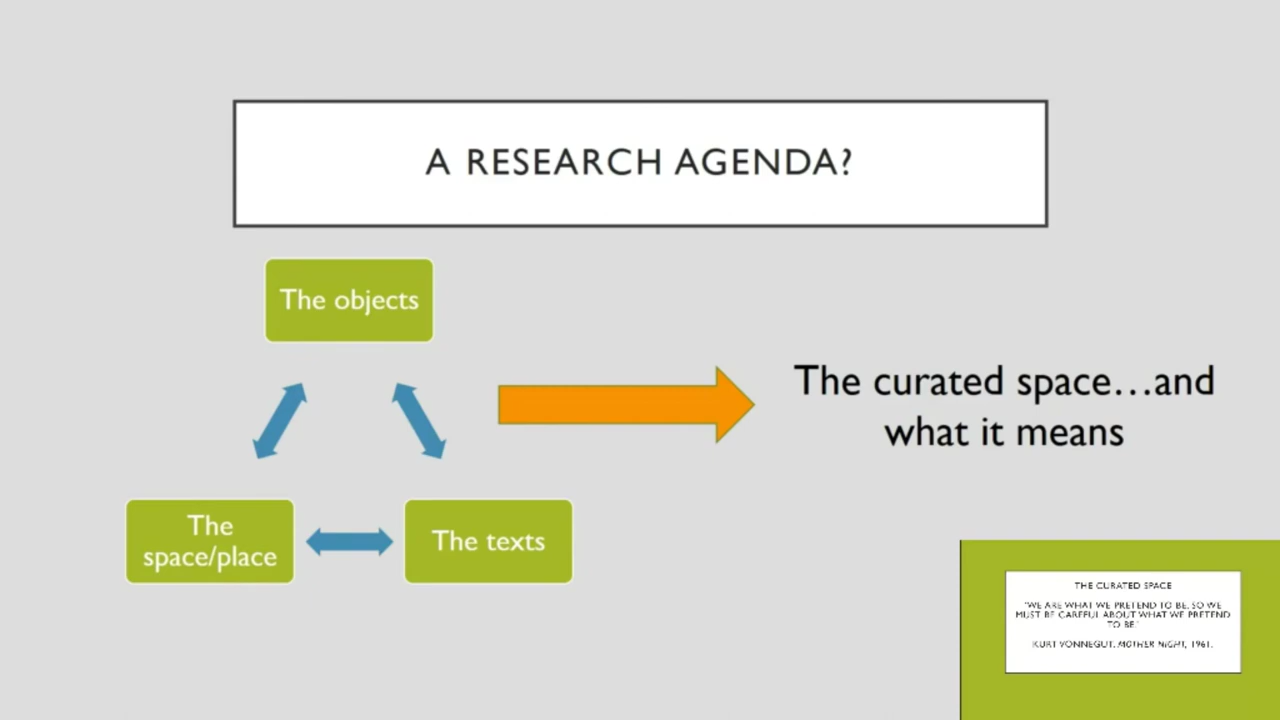 A RESEARCH AGENDA?
The objects
The curated space...and
what it means
The
space/place
The texts
THE CURATED SPACE
"WE ARE WHAT WE PRETEND TO BE, SO WE
MUST BE CAREFUL ABOUT WHAT WE PRETEND
TO BE."
KURT VONNEGUT, MOTHER NIGHT, 1961.